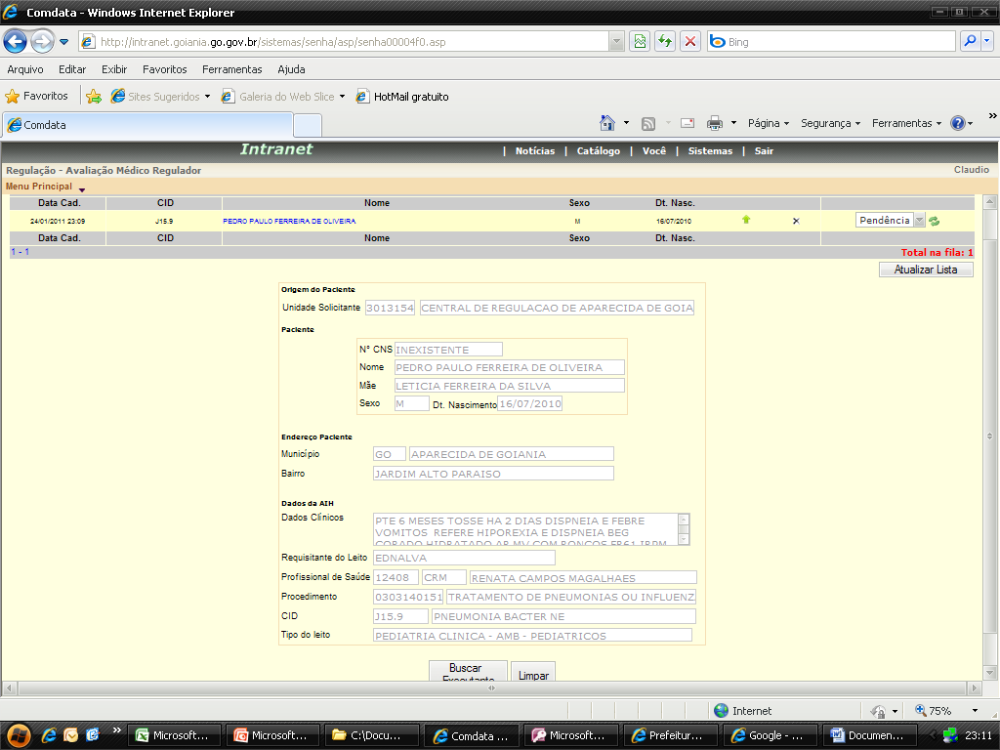 Comdata - Windows Internet Explorer
http://intranet.goiania.go.gov.br/sistemas/senha/asp/senha00004f0.asp
Bing
Arquivo Editar Exibir Favoritos Ferramentas Ajuda
Favoritos Sites Sugeridos Galeria do Web Slice HotMail gratuito
Comdata
Página Segurança Ferramentas
Intranet | Notícias | Catálogo | Você | Sistemas | Sair
Regulação - Avaliação Médico Regulador Claudio
Menu Principal
Data Cad. CID Nome Sexo Dt. Nasc.
24/01/2011 23:09 J15.9 PEDRO PAULO FERREIRA DE OLIVEIRA M 16/07/2010 Pendência
Data Cad. CID Nome Sexo Dt. Nasc.
1 - 1 Total na fila: 1
Atualizar Lista
Origem do Paciente
Unidade Solicitante 3013154 CENTRAL DE REGULACAO DE APARECIDA DE GOIA
Paciente
N° CNS INEXISTENTE
Nome PEDRO PAULO FERREIRA DE OLIVEIRA
Mãe LETICIA FERREIRA DA SILVA
Sexo M Dt. Nascimento 16/07/2010
Endereço Paciente
Município GO APARECIDA DE GOIANIA
Bairro JARDIM ALTO PARAISO
Dados da AIH
Dados Clínicos PTE 6 MESES TOSSE HA 2 DIAS DISPNEIA E FEBRE
VOMITOS REFERE HIPOREXIA E DISPNEIA BEG
CORADO HIDRATADO AR MV COM RONCOS FR61 IRPM
Requisitante do Leito EDNALVA
Profissional de Saúde 12408 CRM RENATA CAMPOS MAGALHAES
Procedimento 0303140151 TRATAMENTO DE PNEUMONIAS OU INFLUENZ
CID J15.9 PNEUMONIA BACTER NE
Tipo do leito PEDIATRIA CLINICA - AMB - PEDIATRICOS
Buscar
Executante Limpar
Internet 75%
Microsoft... Microsoft... C:\Docu... Comdata ... Microsoft... Prefeitur... Google - ... Documen... 23:11